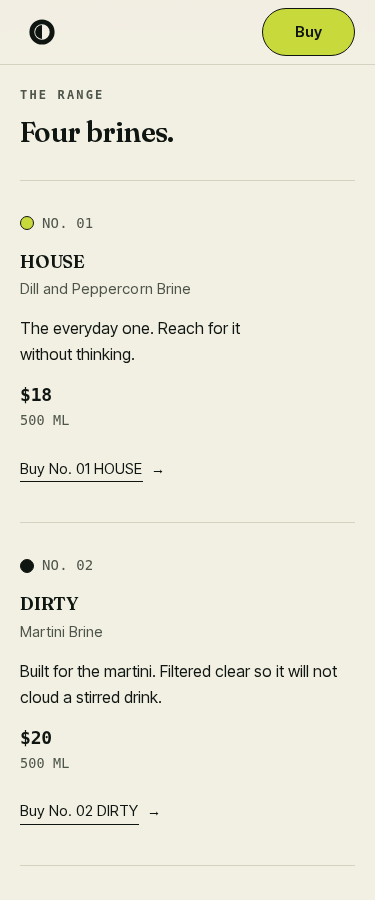 Buy
THE RANGE
Four brines.
NO. 01
HOUSE
Dill and Peppercorn Brine
The everyday one. Reach for it
without thinking.
$18
500 ML
Buy No. 01 HOUSE →
NO. 02
DIRTY
Martini Brine
Built for the martini. Filtered clear so it will not
cloud a stirred drink.
$20
500 ML
Buy No. 02 DIRTY →